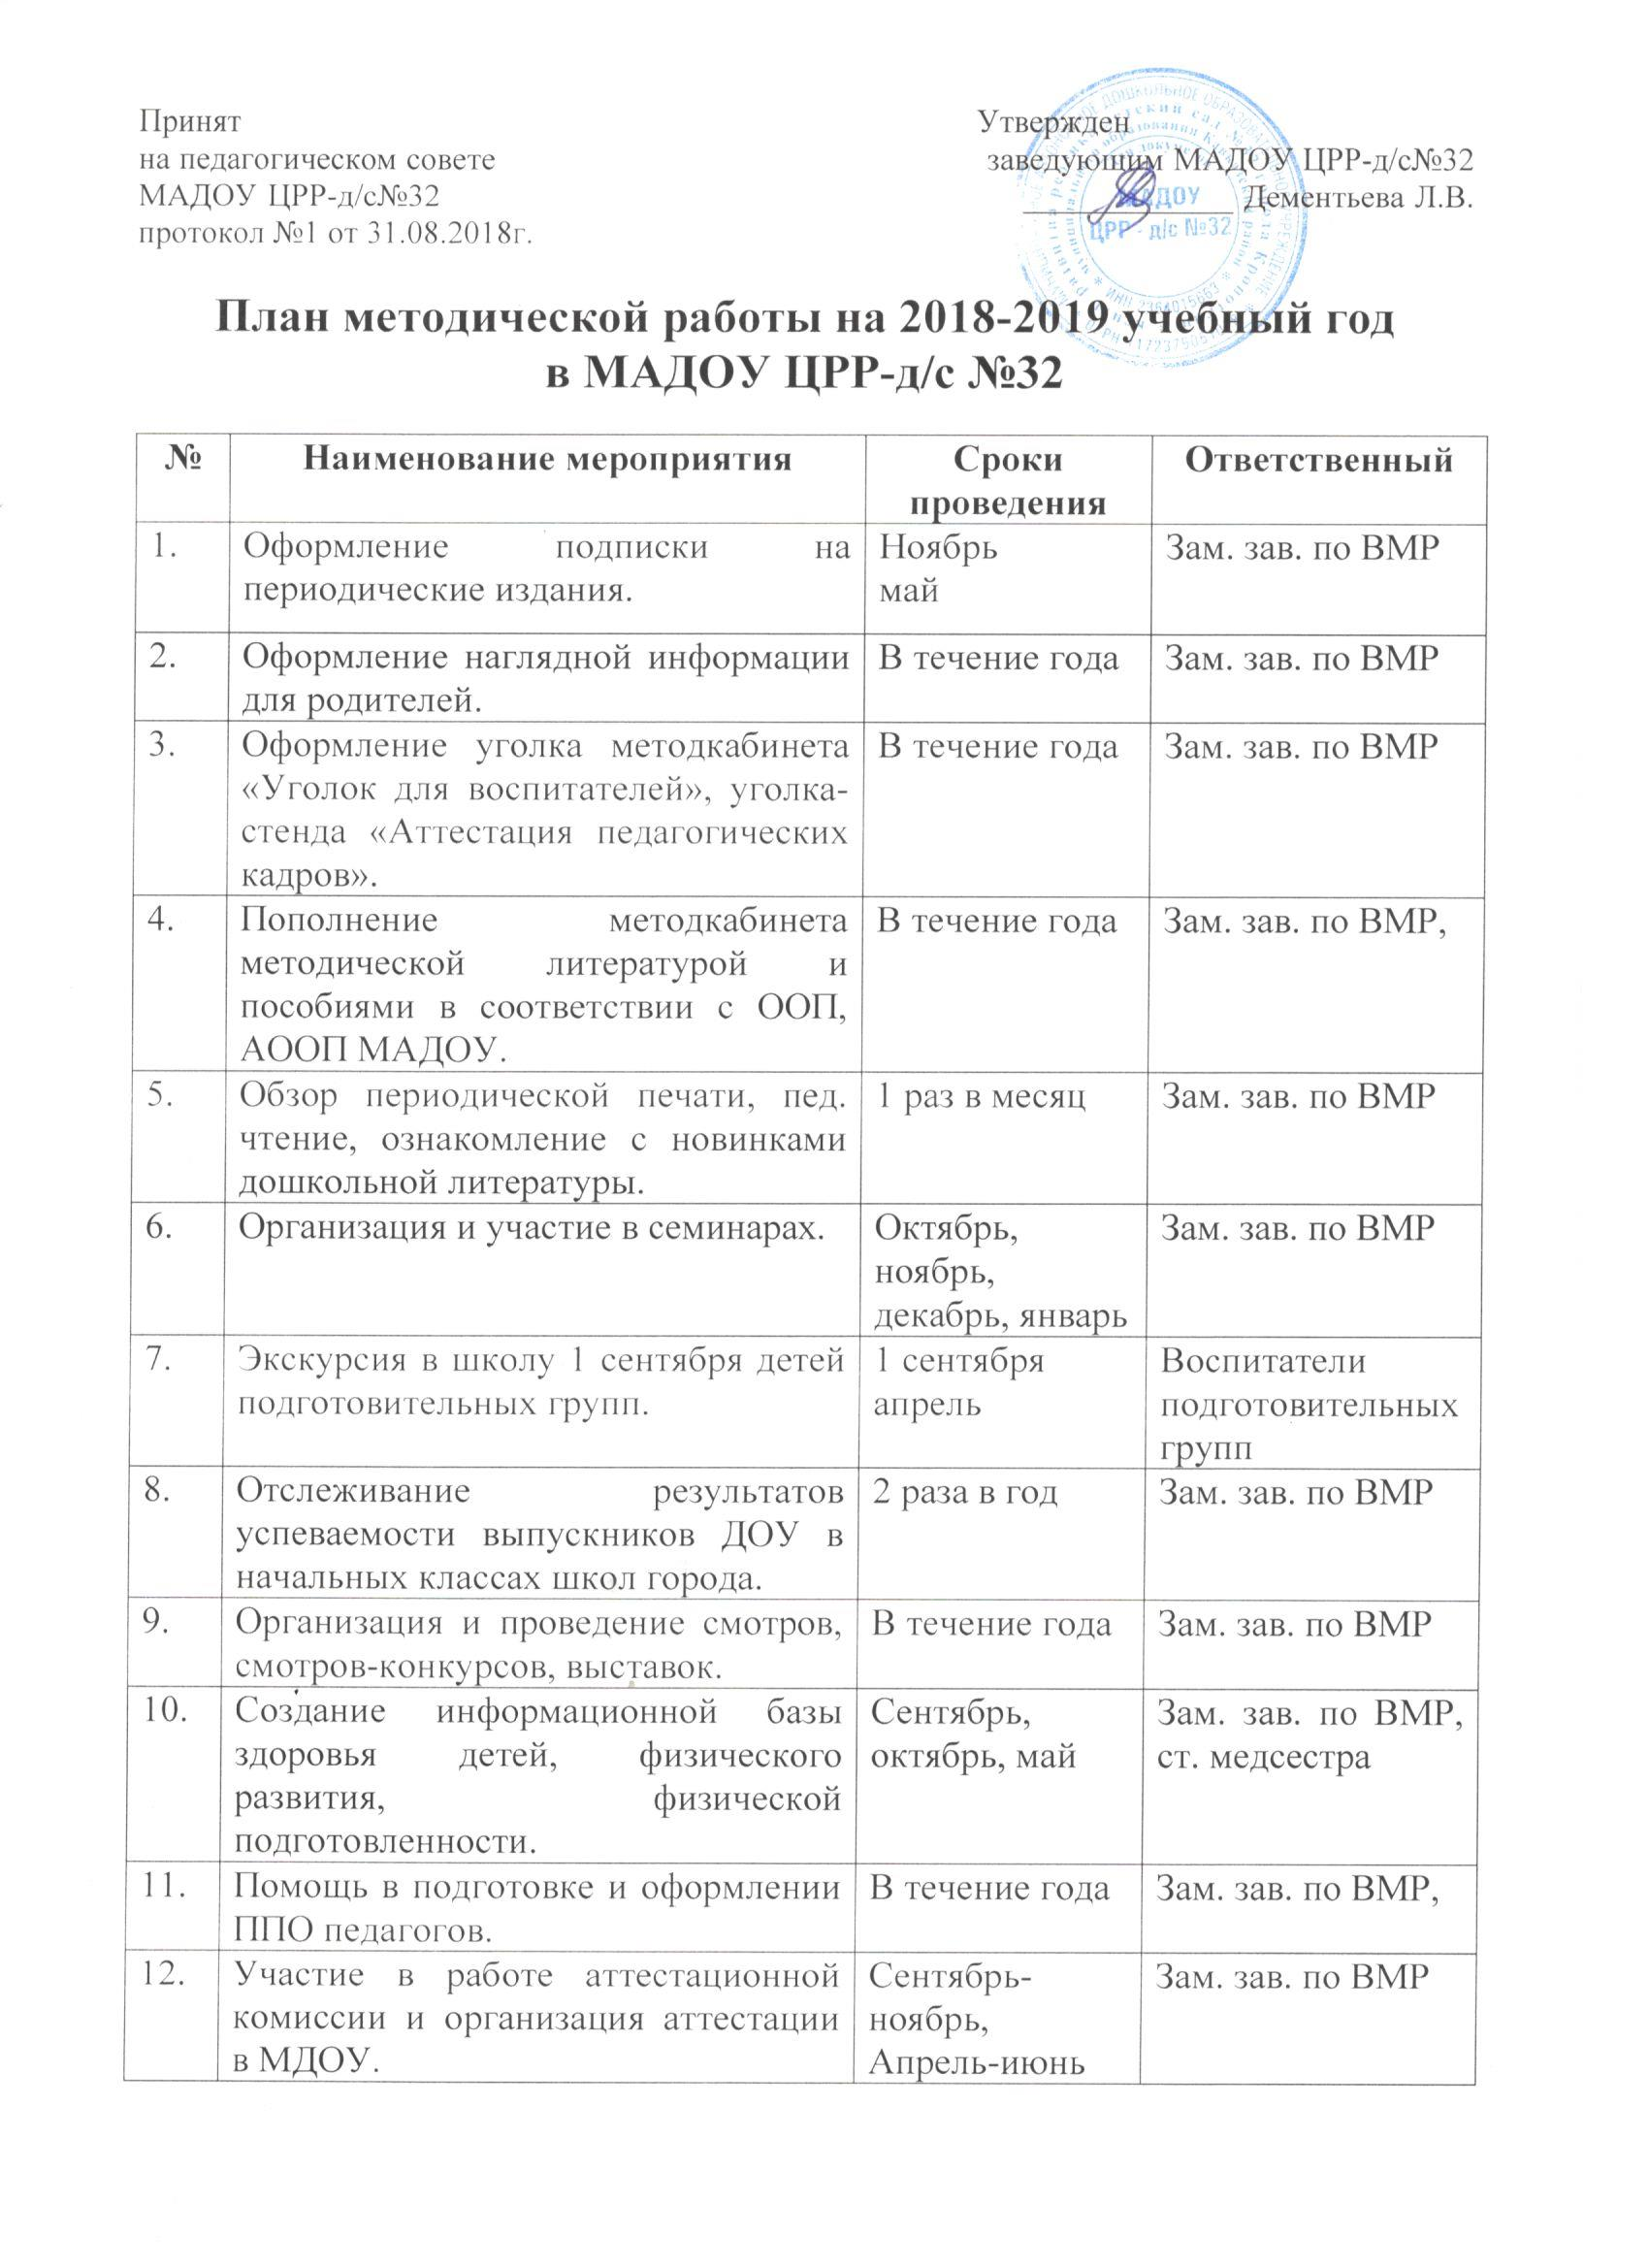 Принят
на педагогическом совете
МАДОУ ЦРР-д/с№32
протокол №1 от 31.08.2018г.
Утвержден
заведующим МАДОУ ЦРР-д/с№32
Дементьева Л.В.
МАДОУ
ЦРР - д/с №32
План методической работы на 2018-2019 учебный год
в МАДОУ ЦРР-д/с №32
№ Наименование мероприятия Сроки Ответственный
проведения
1. Оформление подписки на Ноябрь Зам. зав. по ВМР
периодические издания. май
2. Оформление наглядной информации В течение года Зам. зав. по ВМР
для родителей.
3. Оформление уголка методкабинета В течение года Зам. зав. по ВМР
«Уголок для воспитателей», уголка-
стенда «Аттестация педагогических
кадров».
4. Пополнение методкабинета В течение года Зам. зав. по ВМР,
методической литературой и
пособиями в соответствии с ООП,
АООП МАДОУ.
5. Обзор периодической печати, пед. 1 раз в месяц Зам. зав. по ВМР
чтение, ознакомление с новинками
дошкольной литературы.
6. Организация и участие в семинарах. Октябрь, Зам. зав. по ВМР
ноябрь,
декабрь, январь
7. Экскурсия в школу 1 сентября детей 1 сентября Воспитатели
подготовительных групп. апрель подготовительных
групп
8. Отслеживание результатов 2 раза в год Зам. зав. по ВМР
успеваемости выпускников ДОУ в
начальных классах школ города.
9. Организация и проведение смотров, В течение года Зам. зав. по ВМР
смотров-конкурсов, выставок.
10. Создание информационной базы Сентябрь, Зам. зав. по ВМР,
здоровья детей, физического октябрь, май ст. медсестра
развития, физической
подготовленности.
11. Помощь в подготовке и оформлении В течение года Зам. зав. по ВМР,
ППО педагогов.
12. Участие в работе аттестационной Сентябрь- Зам. зав. по ВМР
комиссии и организация аттестации ноябрь,
в МДОУ. Апрель-июнь